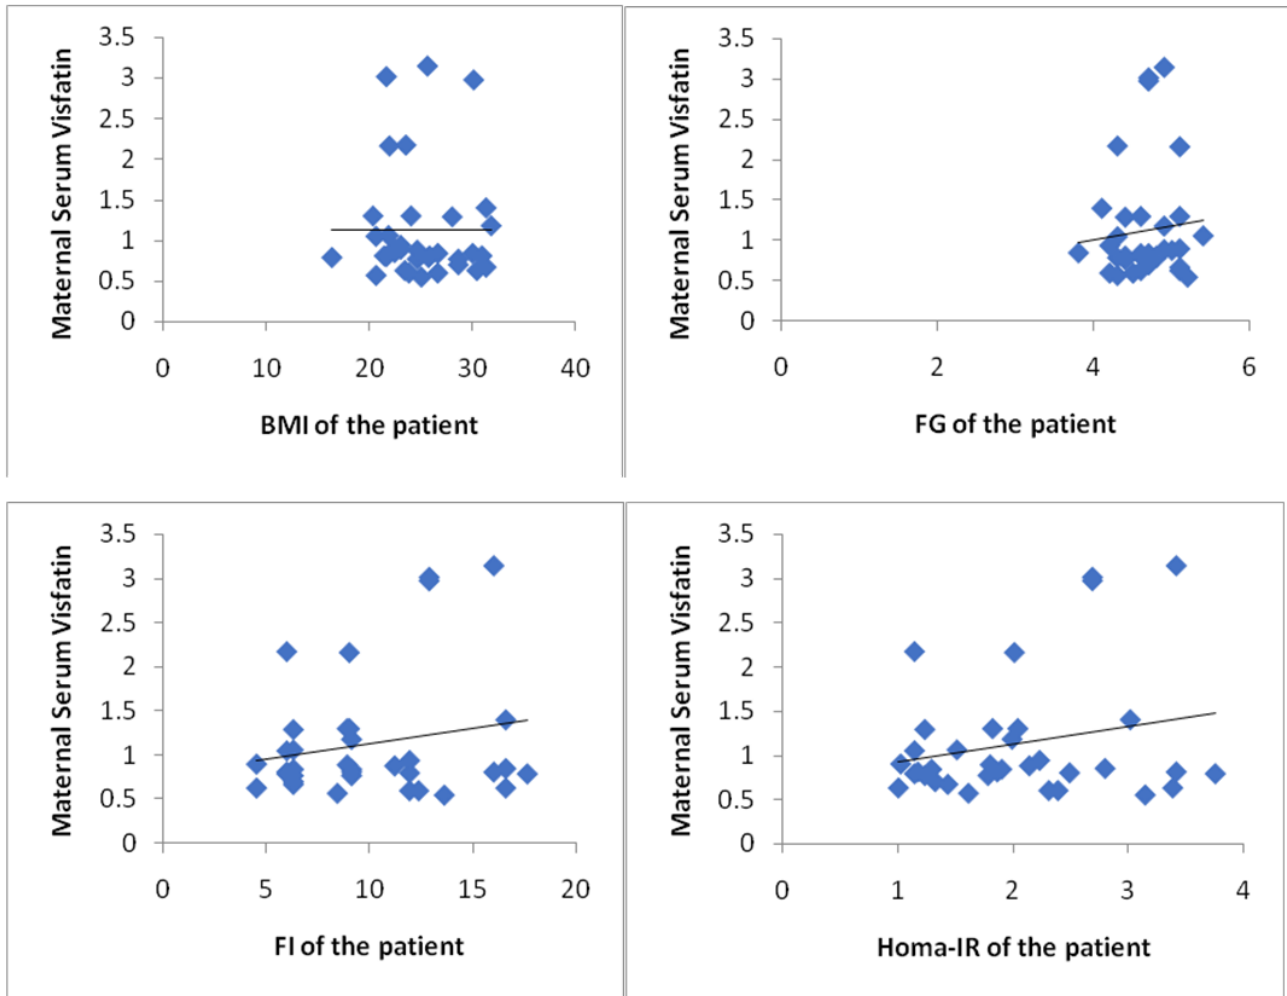 Maternal Serum Visfatin
3.5
3
2.5
2
1.5
1
0.5
0
0 10 20 30 40
BMI of the patient
Maternal Serum Visfatin
3.5
3
2.5
2
1.5
1
0.5
0
0 2 4 6
FG of the patient
Maternal Serum Visfatin
3.5
3
2.5
2
1.5
1
0.5
0
0 5 10 15 20
FI of the patient
Maternal Serum Visfatin
3.5
3
2.5
2
1.5
1
0.5
0
0 1 2 3 4
Homa-IR of the patient